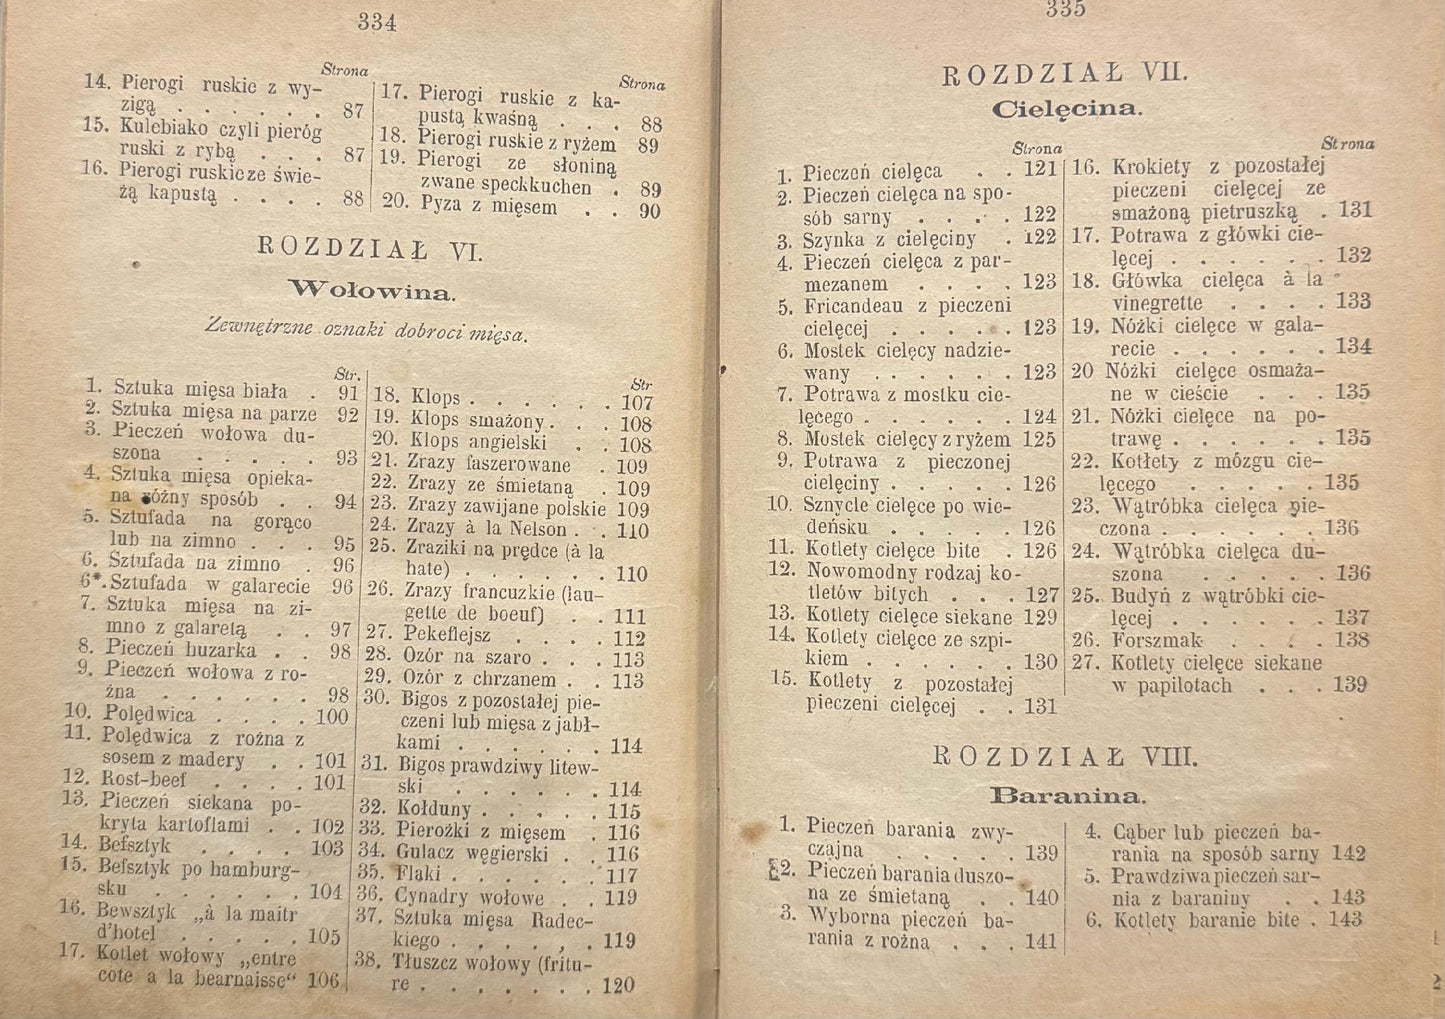 334
Strona
14. Pierogi ruskie z wy-
zigą . . . . . . 87
15. Kulebiako czyli pieróg
ruski z rybą . . . 87
16. Pierogi ruskie ze świe-
żą kapustą . . . . 88
Strona
17. Pierogi ruskie z ka-
pustą kwaśną . . . 88
18. Pierogi ruskie z ryżem 89
19. Pierogi ze słoniną
zwane speckkuchen . 89
20. Pyza z mięsem . . 90
ROZDZIAŁ VI.
Wołowina.
Zewnętrzne oznaki dobroci mięsa.
Str.
1. Sztuka mięsa biała . 91
2. Sztuka mięsa na parze 92
3. Pieczeń wołowa du-
szona . . . . . 93
4. Sztuka mięsa opieka-
na różny sposób . . 94
5. Sztufada na gorąco
lub na zimno . . . 95
6. Sztufada na zimno . 96
6*. Sztufada w galarecie 96
7. Sztuka mięsa na zi-
mno z galaretą . . 97
8. Pieczeń huzarka . . 98
9. Pieczeń wołowa z ro-
żna . . . . . . 98
10. Polędwica . . . . 100
11. Polędwica z rożna z
sosem z madery . . 101
12. Rost-beef . . . . 101
13. Pieczeń siekana po-
kryta kartoflami . . 102
14. Befsztyk . . . . 103
15. Befsztyk po hamburg-
sku . . . . . . 104
16. Bewsztyk „à la maitr
d'hotel . . . . . 105
17. Kotlet wołowy „entre
cote a la bearnaisse“ 106
Str
18. Klops . . . . . . 107
19. Klops smażony . . . 108
20. Klops angielski . . 108
21. Zrazy faszerowane . 109
22. Zrazy ze śmietaną . 109
23. Zrazy zawijane polskie 109
24. Zrazy à la Nelson . . 110
25. Zraziki na prędce (à la
hate) . . . . . . 110
26. Zrazy francuzkie (lau-
gette de boeuf) . . 111
27. Pekeflejsz . . . . 112
28. Ozór na szaro . . . 113
29. Ozór z chrzanem . . 113
30. Bigos z pozostałej pie-
czeni lub mięsa z jabł-
kami . . . . . . 114
31. Bigos prawdziwy litew-
ski . . . . . . 114
32. Kołduny . . . . . 115
33. Pierożki z mięsem . 116
34. Gulacz węgierski . . 116
35. Flaki . . . . . . 117
36. Cynadry wołowe . . 119
37. Sztuka mięsa Radec-
kiego . . . . , . 119
38. Tłuszcz wołowy (fritu-
re . . . . . . . 120
335
ROZDZIAŁ VII.
Cielęcina.
Strona
1. Pieczeń cielęca . . 121
2. Pieczeń cielęca na spo-
sób sarny . . . . 122
3. Szynka z cielęciny . 122
4. Pieczeń cielęca z par-
mezanem . . . . 123
5. Fricandeau z pieczeni
cielęcej . . . . . 123
6. Mostek cielęcy nadzie-
wany . . . . . . 123
7. Potrawa z mostku cie-
lęcego . . . . . . 124
8. Mostek cielęcy z ryżem 125
9. Potrawa z pieczonej
cielęciny . . . . . 126
10. Sznycle cielęce po wie-
deńsku . . . . . 126
11. Kotlety cielęce bite . 126
12. Nowomodny rodzaj ko-
tletów bitych . . . 127
13. Kotlety cielęce siekane 129
14. Kotlety cielęce ze szpi-
kiem . . . . . . 130
15. Kotlety z pozostałej
pieczeni cielęcej . . 131
Strona
16. Krokiety z pozostałej
pieczeni cielęcej ze
smażoną pietruszką . 131
17. Potrawa z główki cie-
lęcej . . . . . . 132
18. Główka cielęca à la
vinegrette . . . . 133
19. Nóżki cielęce w gala-
recie . . . . . . 134
20 Nóżki cielęce osmaża-
ne w cieście . . . 135
21. Nóżki cielęce na po-
trawę . . . . . . 135
22. Kotlety z mózgu cie-
lęcego . . . . . 135
23. Wątróbka cielęca pie-
czona . . . . . . 136
24. Wątróbka cielęca du-
szona . . . . . 136
25. Budyń z wątróbki cie-
lęcej . . . . . . 137
26. Forszmak . . . . 138
27. Kotlety cielęce siekane
w papilotach . . . 139
ROZDZIAŁ VIII.
Baranina.
1. Pieczeń barania zwy-
czajna . . . . . 139
2. Pieczeń barania duszo-
na ze śmietaną . . 140
3. Wyborna pieczeń ba-
rania z rożna . . . 141
4. Cąber lub pieczeń ba-
rania na sposób sarny 142
5. Prawdziwa pieczeń sar-
nia z baraniny . . 143
6. Kotlety baranie bite . 143